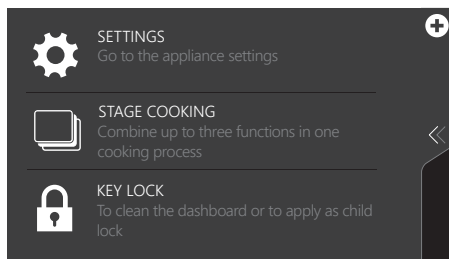 SETTINGS
Go to the appliance settings
STAGE COOKING
Combine up to three functions in one
cooking process
KEY LOCK
To clean the dashboard or to apply as child
lock